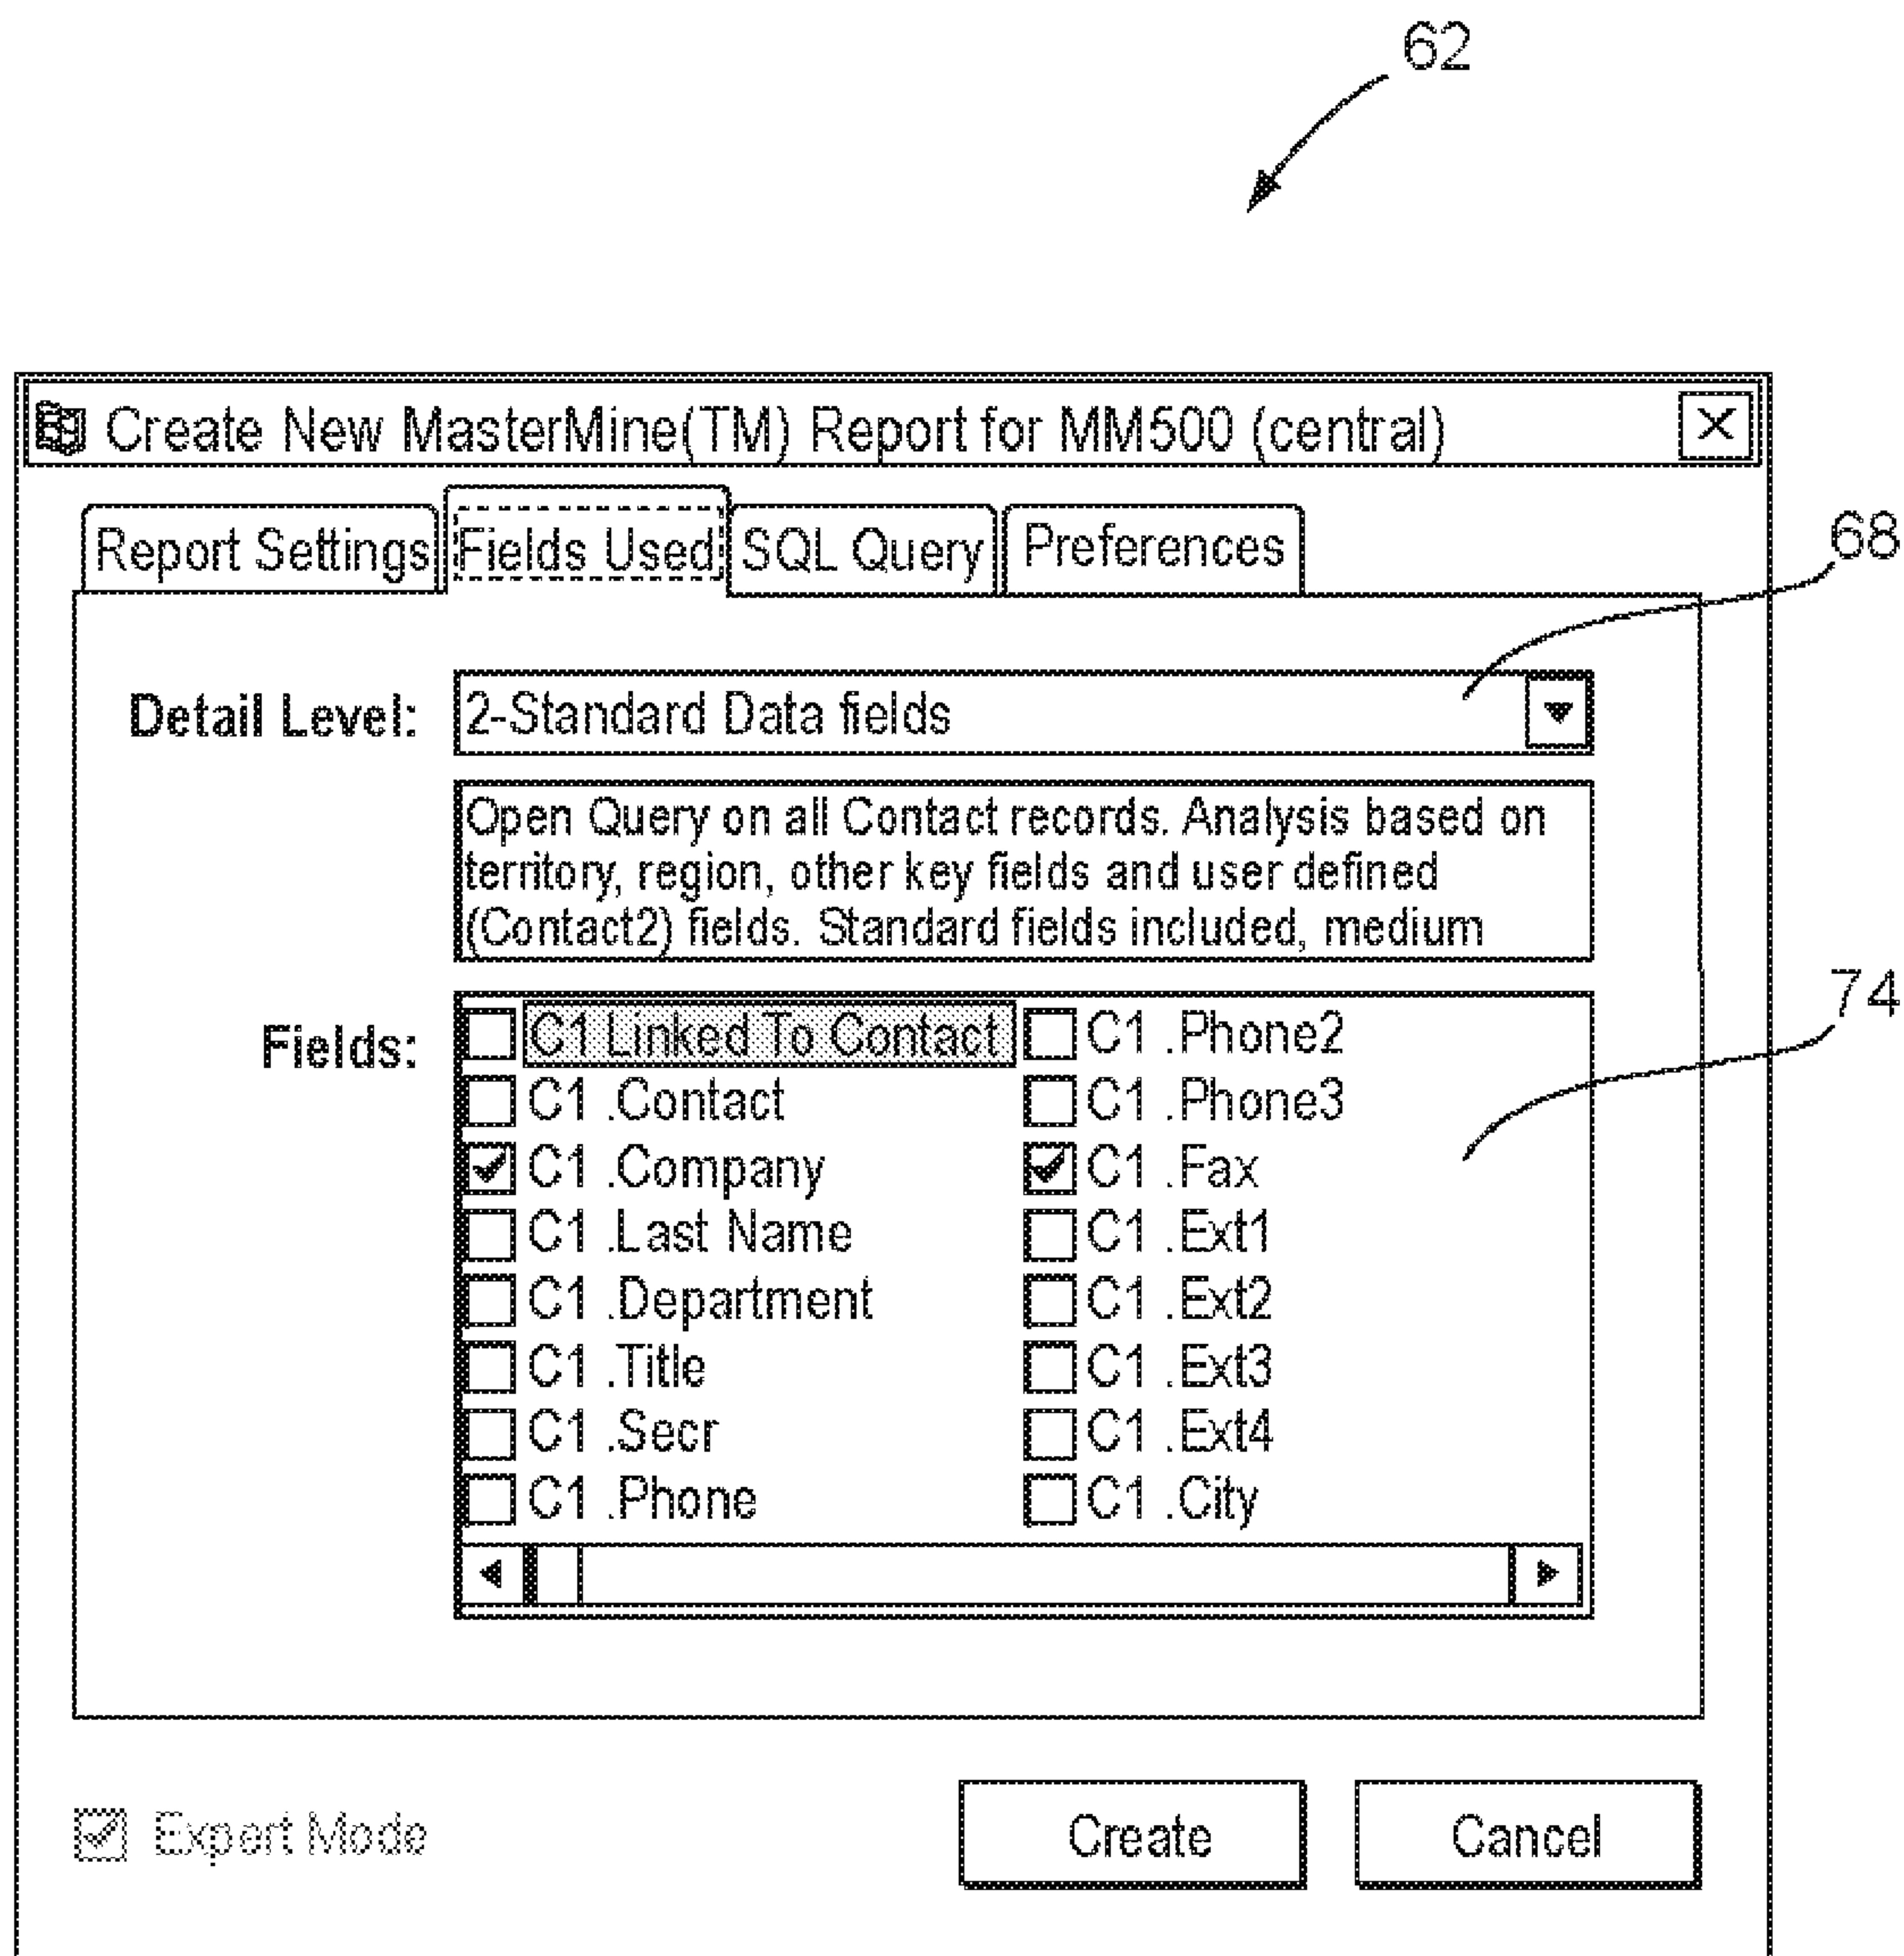 62
Create New MasterMine(TM) Report for MM500 (central)
Report Settings Fields Used SQL Query Preferences
68
Detail Level: 2-Standard Data fields
Open Query on all Contact records. Analysis based on
territory, region, other key fields and user defined
(Contact2) fields. Standard fields included, medium
74
Fields: C1 Linked To Contact C1 .Phone2
C1 .Contact C1 .Phone3
C1 .Company C1 .Fax
C1 .Last Name C1 .Ext1
C1 .Department C1 .Ext2
C1 .Title C1 .Ext3
C1 .Secr C1 .Ext4
C1 .Phone C1 .City
Expert Mode Create Cancel